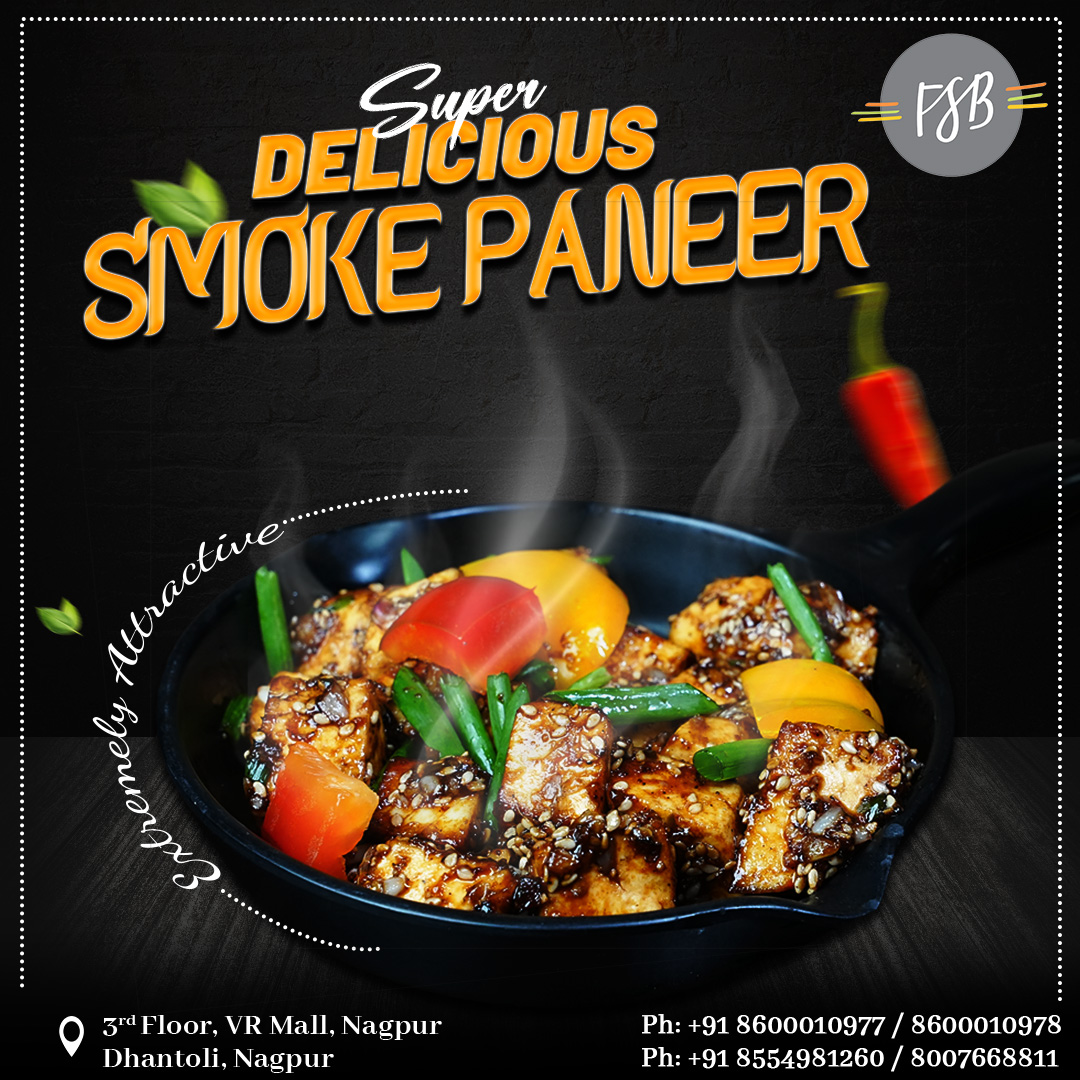 FSB
Super
DELICIOUS
SMOKE PANEER
Extremely Attractive
3rd Floor, VR Mall, Nagpur
Dhantoli, Nagpur
Ph: +91 8600010977 / 8600010978
Ph: +91 8554981260 / 8007668811